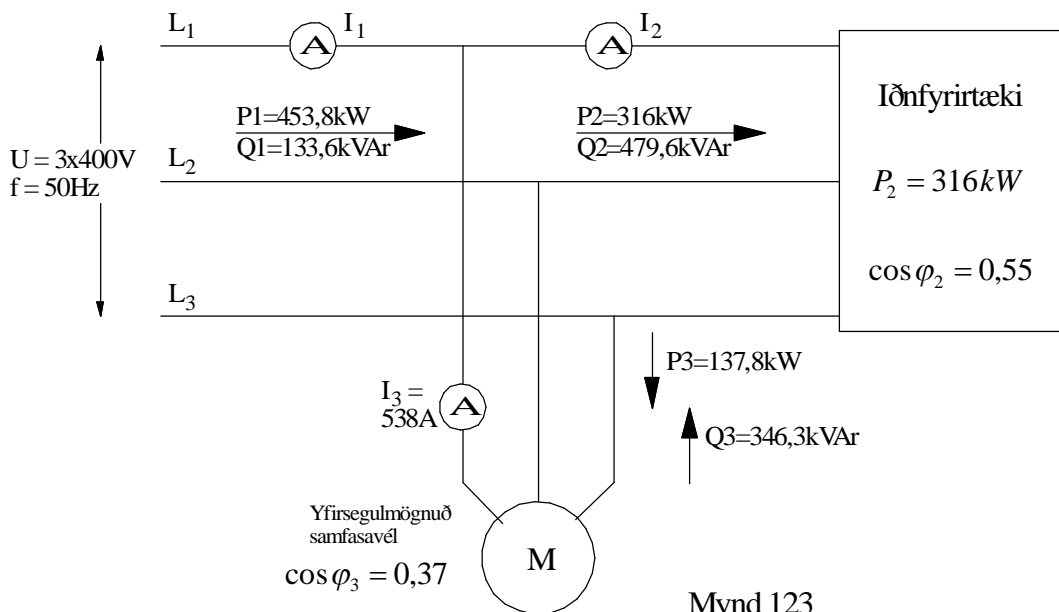 L₁
I₁
A
I₂
A
U = 3x400V
f = 50Hz
P1=453,8kW
Q1=133,6kVAr
P2=316kW
Q2=479,6kVAr
Iðnfyrirtæki
P₂ = 316kW
cos φ₂ = 0,55
L₂
L₃
I₃ =
538A
A
P3=137,8kW
Q3=346,3kVAr
Yfirsegulmögnuð
samfasavél
cos φ₃ = 0,37
M
Mynd 123